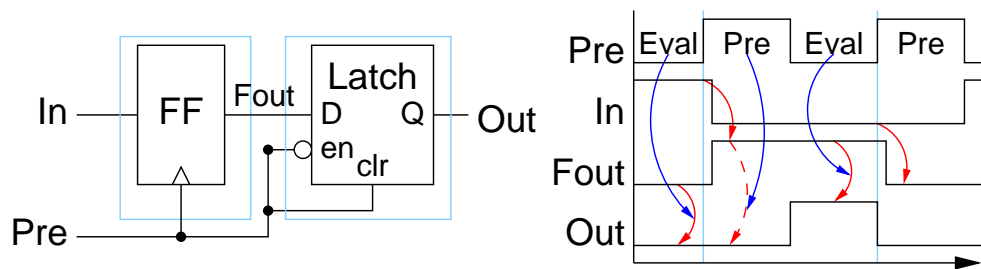 In
FF
Fout
Latch
D
Q
en
clr
Out
Pre
Pre
Eval
Pre
Eval
Pre
In
Fout
Out